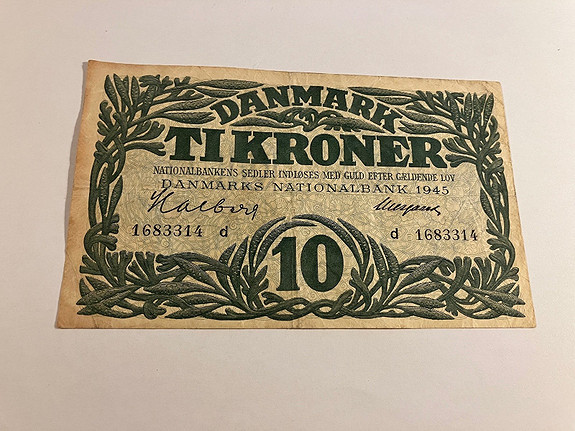 DANMARK
TI KRONER
NATIONALBANKENS SEDLER INDLØSES MED GULD EFTER GÆLDENDE LOV
DANMARKS NATIONALBANK 1945
1683314 d d 1683314
10